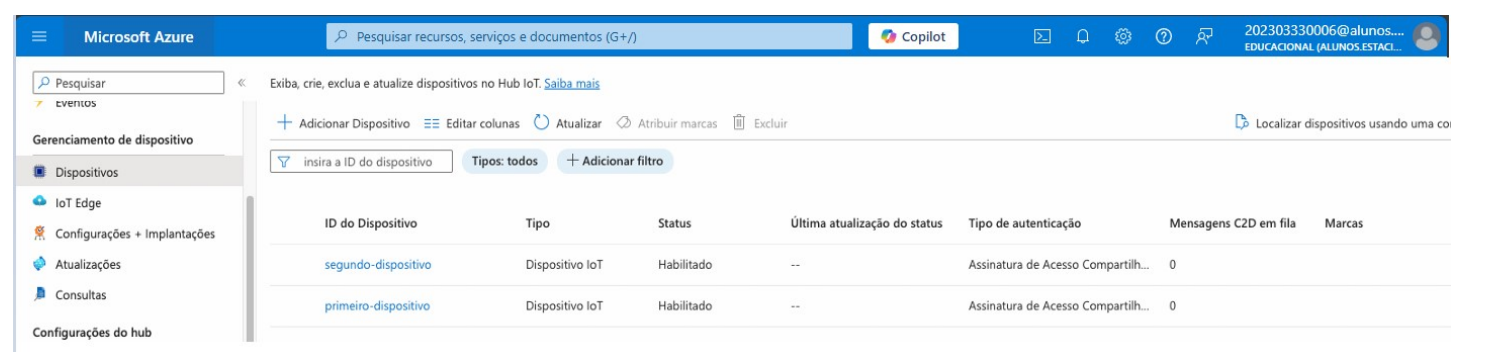 Microsoft Azure
Pesquisar recursos, serviços e documentos (G+/)
Copilot
202303330006@alunos....
EDUCACIONAL (ALUNOS.ESTACI...
Pesquisar
Eventos
Gerenciamento de dispositivo
Dispositivos
IoT Edge
Configurações + Implantações
Atualizações
Consultas
Configurações do hub
Exiba, crie, exclua e atualize dispositivos no Hub IoT. Saiba mais
Adicionar Dispositivo Editar colunas Atualizar Atribuir marcas Excluir
Localizar dispositivos usando uma co
insira a ID do dispositivo Tipos: todos Adicionar filtro
ID do Dispositivo Tipo Status Última atualização do status Tipo de autenticação Mensagens C2D em fila Marcas
segundo-dispositivo Dispositivo IoT Habilitado -- Assinatura de Acesso Compartilh... 0
primeiro-dispositivo Dispositivo IoT Habilitado -- Assinatura de Acesso Compartilh... 0